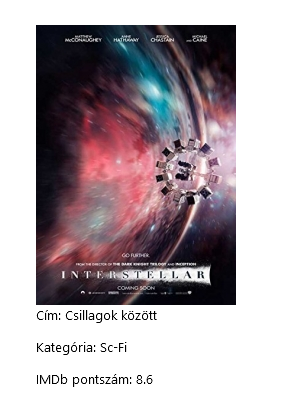 MATTHEW McCONAUGHEY ANNE HATHAWAY JESSICA CHASTAIN MICHAEL CAINE
GO FURTHER.
FROM THE DIRECTOR OF THE DARK KNIGHT TRILOGY AND INCEPTION
INTERSTELLAR
COMING SOON
Cím: Csillagok között
Kategória: Sc-Fi
IMDb pontszám: 8.6